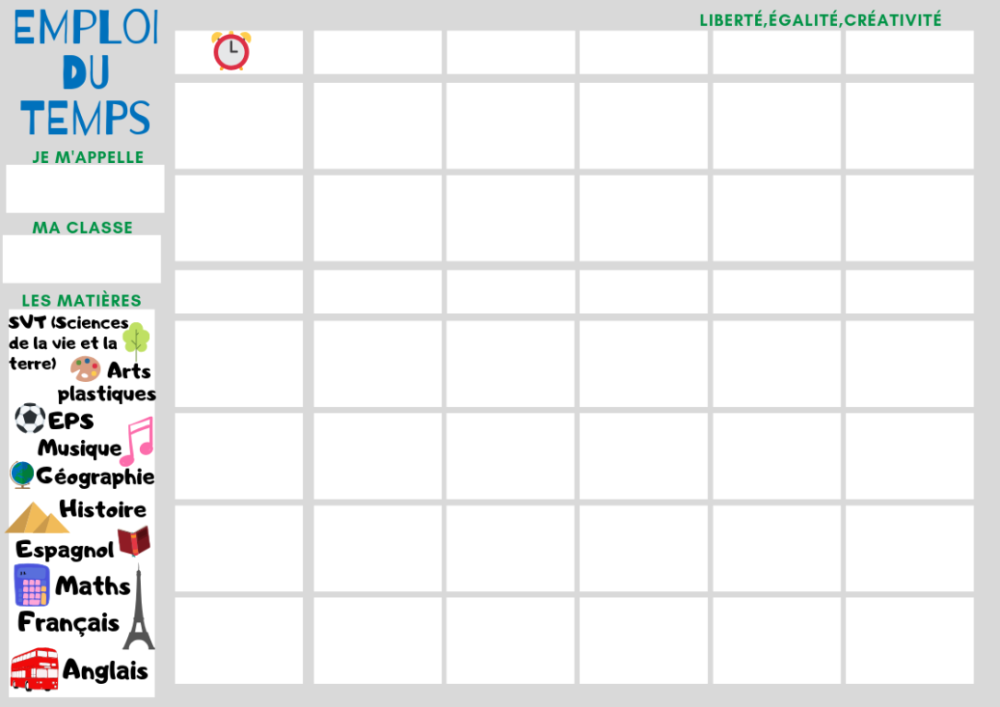 EMPLOI
DU
TEMPS
LIBERTÉ,ÉGALITÉ,CRÉATIVITÉ
JE M'APPELLE
MA CLASSE
LES MATIÈRES
SVT (Sciences
de la vie et la
terre)
Arts
plastiques
EPS
Musique
Géographie
Histoire
Espagnol
Maths
Français
Anglais